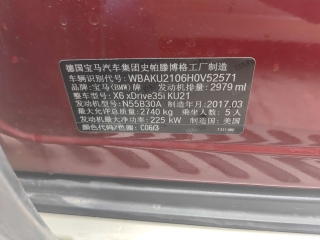 德国宝马汽车集团史帕滕博格工厂制造
车辆识别代号: WBAKU2106H0V52571
品牌: 宝马(BMW)牌 发动机排量: 2979 ml
整车型号: X6 xDrive35i KU21
发动机型号: N55B30A 制造年月: 2017.03
最大允许总质量: 2740 kg 乘坐人数: 5人
发动机最大净功率: 225 kW 制造国: 美国
颜色代码/色编: C06/3